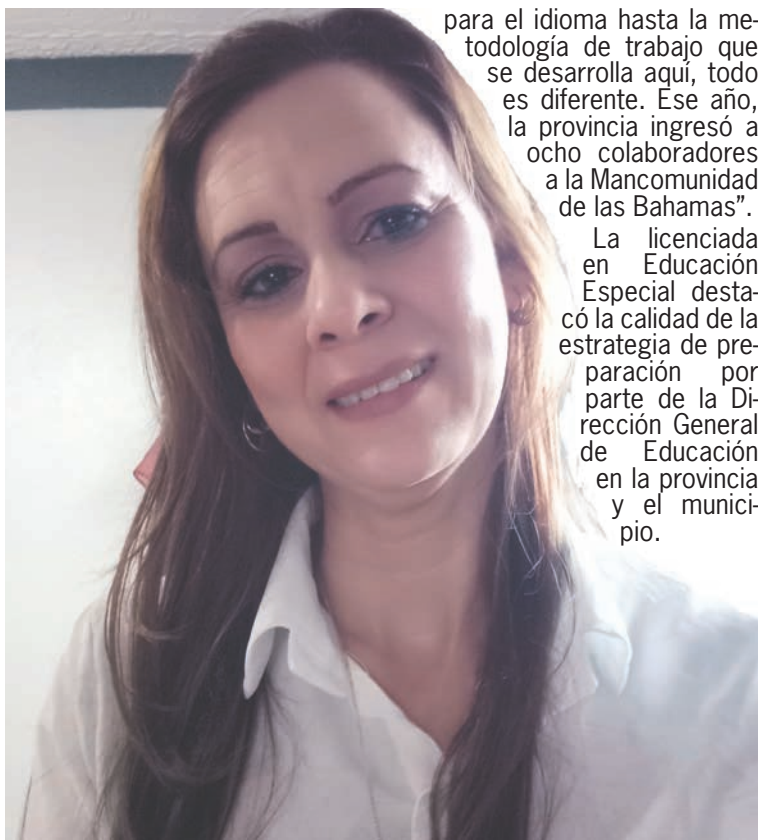 para el idioma hasta la me-
todología de trabajo que
se desarrolla aquí, todo
es diferente. Ese año,
la provincia ingresó a
ocho colaboradores
a la Mancomunidad
de las Bahamas”.
La licenciada
en Educación
Especial desta-
có la calidad de la
estrategia de pre-
paración por
parte de la Di-
rección General
de Educación
en la provincia
y el munici-
pio.